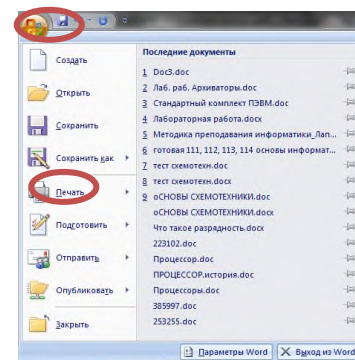 Последние документы
Создать
Открыть
Сохранить
Сохранить как
Печать
Подготовить
Отправить
Опубликовать
Закрыть
1 Doc3.doc
2 Лаб. раб. Архиваторы.doc
3 Стандартный комплект ПЭВМ.doc
4 Лабораторная работа.docx
5 Методика преподавания информатики_Лап...
6 готовая 111, 112, 113, 114 основы информат...
7 тест схемотехн.doc
8 тест схемотехн.docx
9 оСНОВЫ СХЕМОТЕХНИКИ.doc
оСНОВЫ СХЕМОТЕХНИКИ.docx
Что такое разрядность.docx
223102.doc
Процессор.doc
ПРОЦЕССОР.история.doc
Процессоры.doc
385997.doc
253255.doc
Параметры Word
Выход из Word